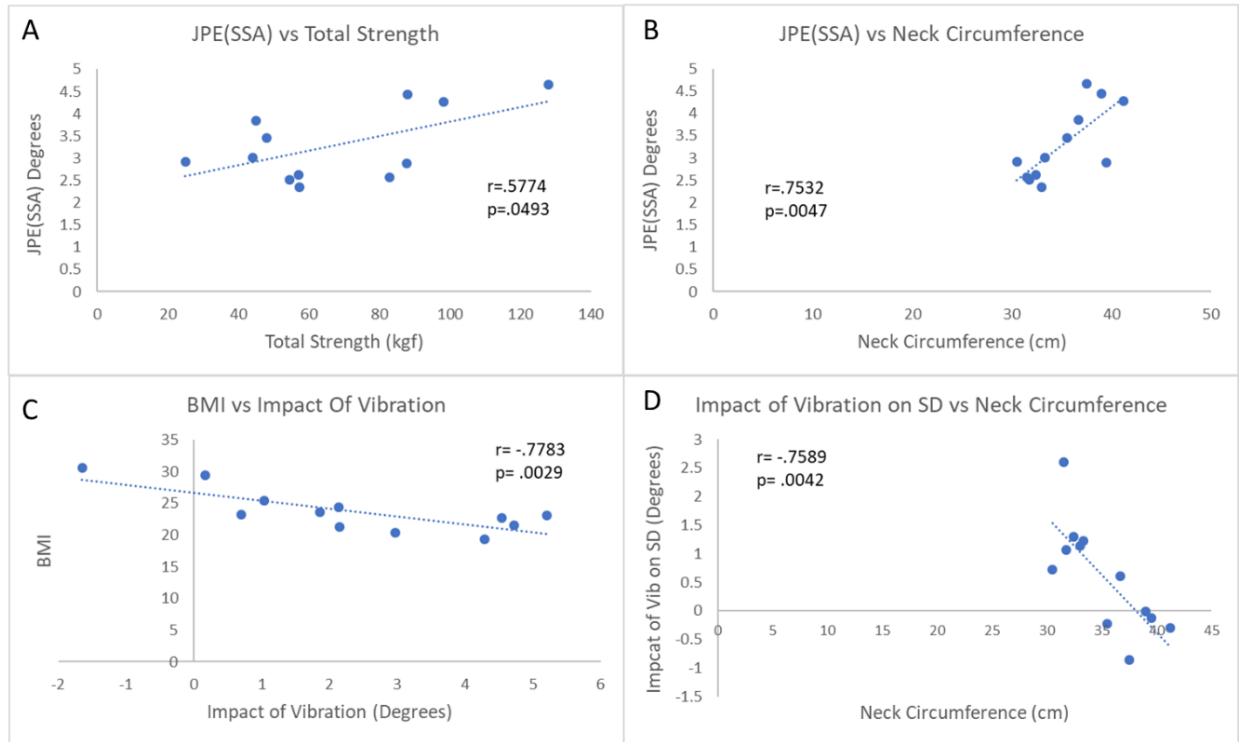 A
JPE(SSA) vs Total Strength
JPE(SSA) Degrees
5
4.5
4
3.5
3
2.5
2
1.5
1
0.5
0
r=.5774
p=.0493
0 20 40 60 80 100 120 140
Total Strength (kgf)
B
JPE(SSA) vs Neck Circumference
JPE(SSA) Degrees
5
4.5
4
3.5
3
2.5
2
1.5
1
0.5
0
r=.7532
p=.0047
0 10 20 30 40 50
Neck Circumference (cm)
C
BMI vs Impact Of Vibration
BMI
35
30
25
20
15
10
5
0
r= -.7783
p= .0029
-2 -1 0 1 2 3 4 5 6
Impact of Vibration (Degrees)
D
Impact of Vibration on SD vs Neck Circumference
Impcat of Vib on SD (Degrees)
3
2.5
2
1.5
1
0.5
0
-0.5
-1
-1.5
r= -.7589
p= .0042
0 5 10 15 20 25 30 35 40 45
Neck Circumference (cm)